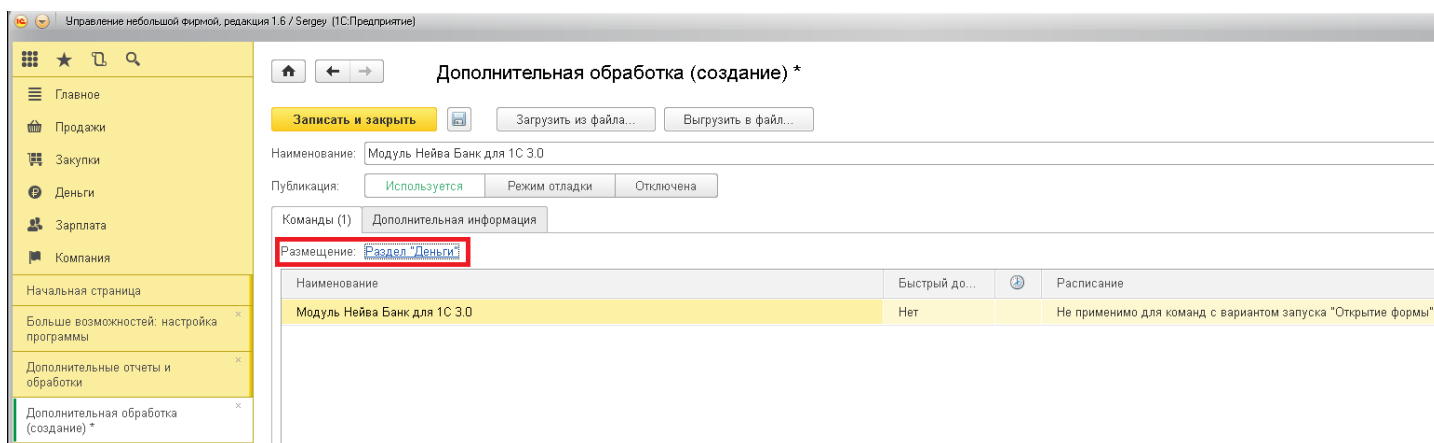 Управление небольшой фирмой, редакция 1.6 / Sergey (1С:Предприятие)
Главное
Продажи
Закупки
Деньги
Зарплата
Компания
Начальная страница
Больше возможностей: настройка
программы
Дополнительные отчеты и
обработки
Дополнительная обработка
(создание) *
Дополнительная обработка (создание) *
Записать и закрыть
Загрузить из файла...
Выгрузить в файл...
Наименование: Модуль Нейва Банк для 1С 3.0
Публикация: Используется Режим отладки Отключена
Команды (1) Дополнительная информация
Размещение: Раздел "Деньги"
Наименование Быстрый до... Расписание
Модуль Нейва Банк для 1С 3.0 Нет Не применимо для команд с вариантом запуска "Открытие формы"